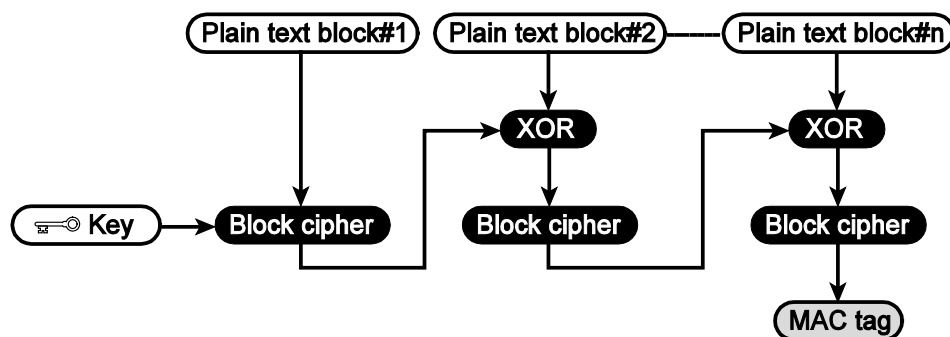 Plain text block#1
Plain text block#2
Plain text block#n
XOR
XOR
Key
Block cipher
Block cipher
Block cipher
MAC tag